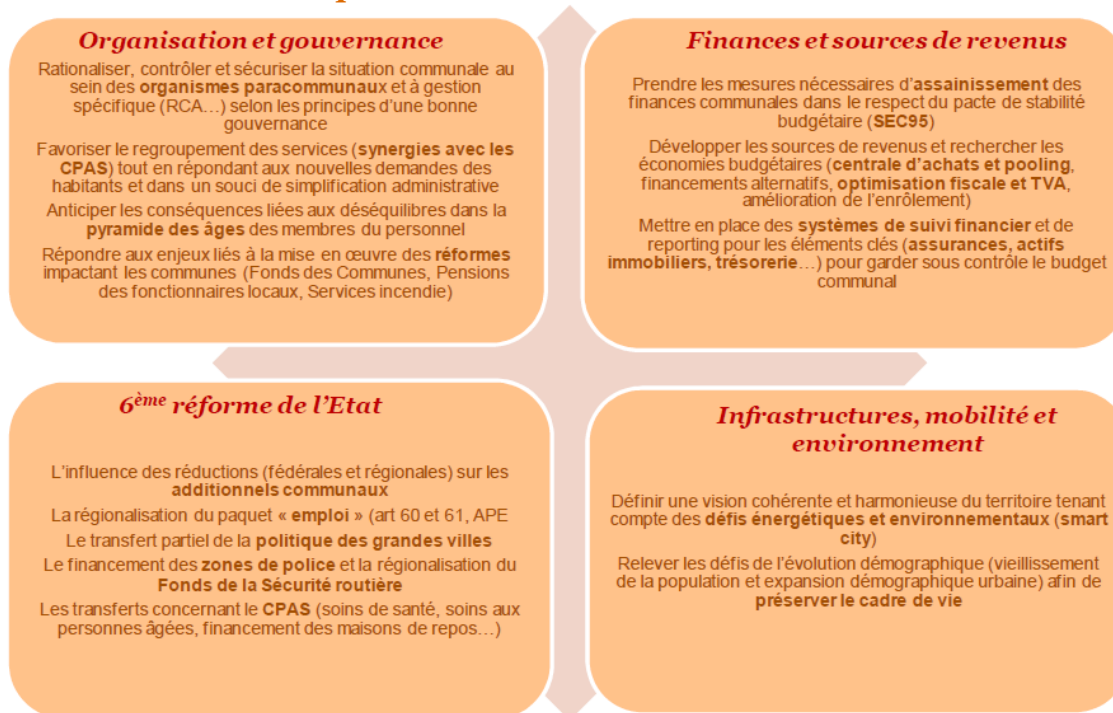 Organisation et gouvernance
Rationaliser, contrôler et sécuriser la situation communale au
sein des organismes paracommunaux et à gestion
spécifique (RCA…) selon les principes d'une bonne
gouvernance
Favoriser le regroupement des services (synergies avec les
CPAS) tout en répondant aux nouvelles demandes des
habitants et dans un souci de simplification administrative
Anticiper les conséquences liées aux déséquilibres dans la
pyramide des âges des membres du personnel
Répondre aux enjeux liés à la mise en œuvre des réformes
impactant les communes (Fonds des Communes, Pensions
des fonctionnaires locaux, Services incendie)
Finances et sources de revenus
Prendre les mesures nécessaires d'assainissement des
finances communales dans le respect du pacte de stabilité
budgétaire (SEC95)
Développer les sources de revenus et rechercher les
économies budgétaires (centrale d'achats et pooling,
financements alternatifs, optimisation fiscale et TVA,
amélioration de l'enrôlement)
Mettre en place des systèmes de suivi financier et de
reporting pour les éléments clés (assurances, actifs
immobiliers, trésorerie…) pour garder sous contrôle le budget
communal
6ème réforme de l'Etat
L'influence des réductions (fédérales et régionales) sur les
additionnels communaux
La régionalisation du paquet « emploi » (art 60 et 61, APE
Le transfert partiel de la politique des grandes villes
Le financement des zones de police et la régionalisation du
Fonds de la Sécurité routière
Les transferts concernant le CPAS (soins de santé, soins aux
personnes âgées, financement des maisons de repos…)
Infrastructures, mobilité et
environnement
Définir une vision cohérente et harmonieuse du territoire tenant
compte des défis énergétiques et environnementaux (smart
city)
Relever les défis de l'évolution démographique (vieillissement
de la population et expansion démographique urbaine) afin de
préserver le cadre de vie